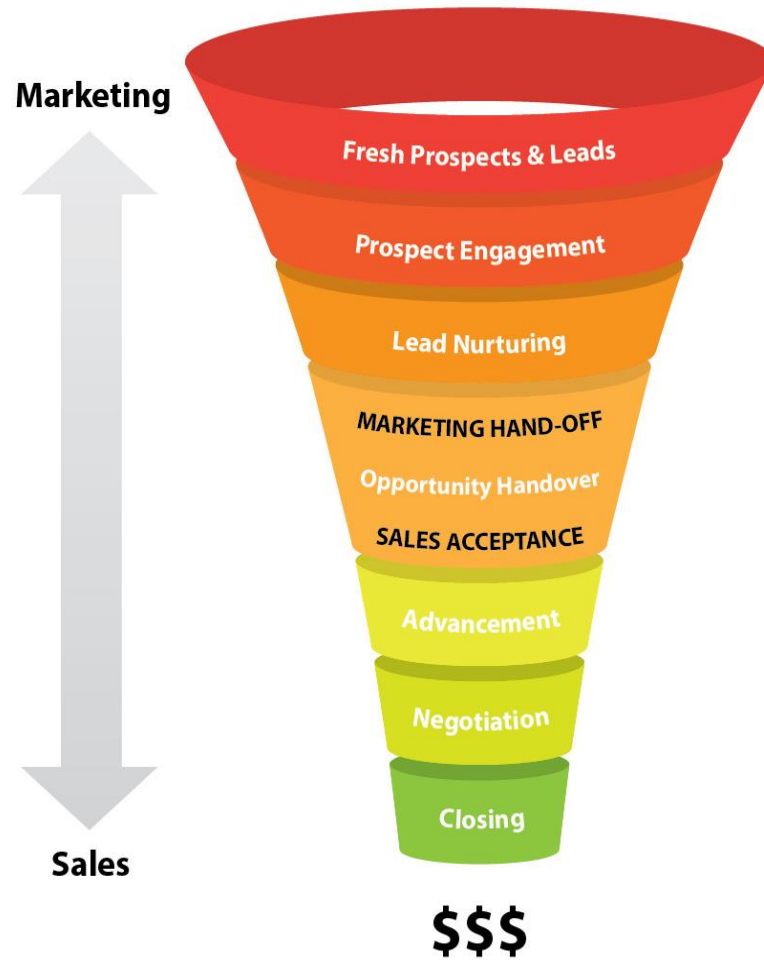 Marketing
Fresh Prospects & Leads
Prospect Engagement
Lead Nurturing
MARKETING HAND-OFF
Opportunity Handover
SALES ACCEPTANCE
Advancement
Negotiation
Closing
Sales
$$$